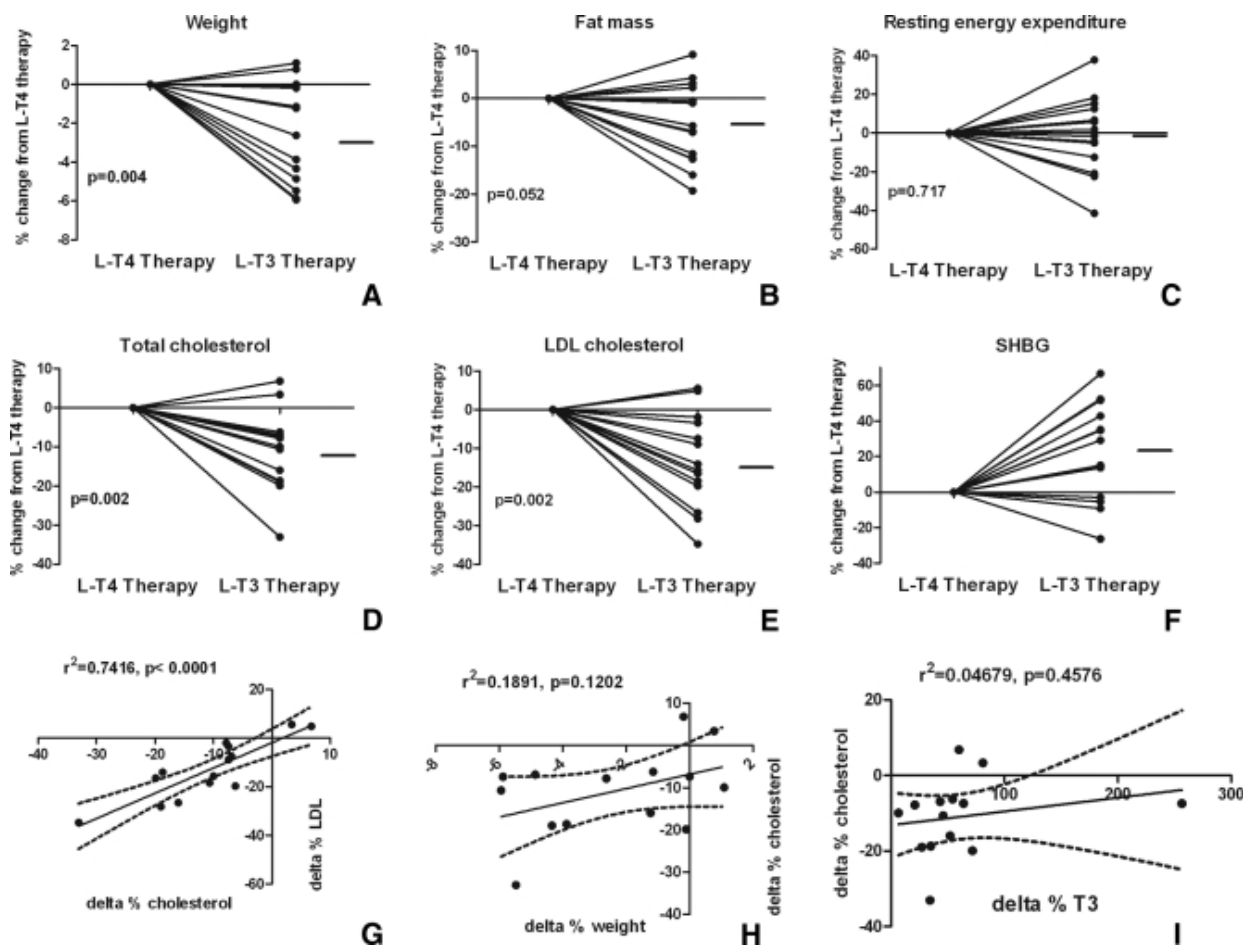 Weight
% change from L-T4 therapy
2
0
-2
-4
-6
-8
p=0.004
L-T4 Therapy L-T3 Therapy
A
Fat mass
% change from L-T4 therapy
10
0
-10
-20
-30
p=0.052
L-T4 Therapy L-T3 Therapy
B
Resting energy expenditure
% change from L-T4 therapy
40
20
0
-20
-40
-60
p=0.717
L-T4 Therapy L-T3 Therapy
C
Total cholesterol
% change from L-T4 therapy
10
0
-10
-20
-30
-40
p=0.002
L-T4 Therapy L-T3 Therapy
D
LDL cholesterol
% change from L-T4 therapy
10
0
-10
-20
-30
-40
p=0.002
L-T4 Therapy L-T3 Therapy
E
SHBG
% change from L-T4 therapy
60
40
20
0
-20
-40
L-T4 Therapy L-T3 Therapy
F
r²=0.7416, p< 0.0001
20
-40 -30 -20 -10 10
-20
-60
delta % LDL
delta % cholesterol
G
r²=0.1891, p=0.1202
10
-6 -4 -2 2
-10
-20
-30
-40
delta % cholesterol
delta % weight
H
r²=0.04679, p=0.4576
delta % cholesterol
20
0
100 200 300
-20
-40
delta % T3
I